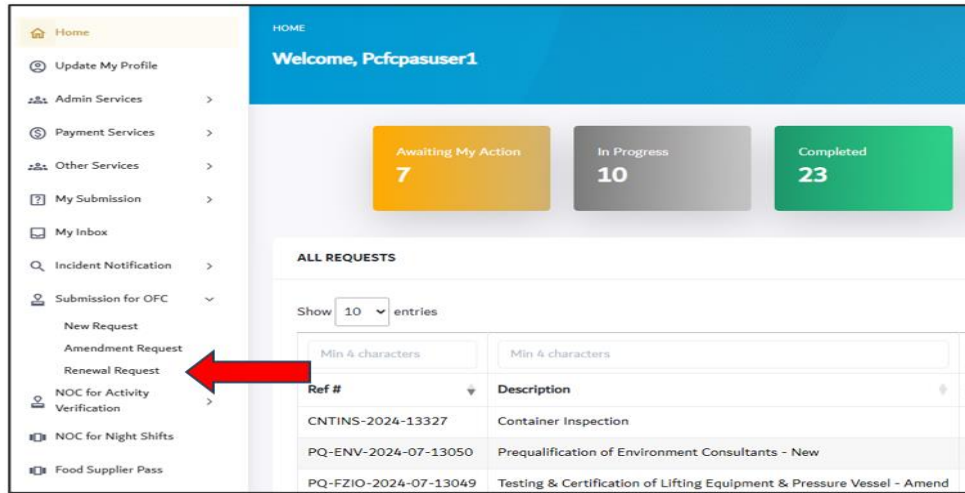 Home
Update My Profile
Admin Services
Payment Services
Other Services
My Submission
My Inbox
Incident Notification
Submission for OFC
New Request
Amendment Request
Renewal Request
NOC for Activity
Verification
NOC for Night Shifts
Food Supplier Pass
HOME
Welcome, Pcfcpasuser1
Awaiting My Action
7
In Progress
10
Completed
23
ALL REQUESTS
Show 10 entries
Min 4 characters Min 4 characters
Ref # Description
CNTINS-2024-13327 Container Inspection
PQ-ENV-2024-07-13050 Prequalification of Environment Consultants - New
PQ-FZIO-2024-07-13049 Testing & Certification of Lifting Equipment & Pressure Vessel - Amend